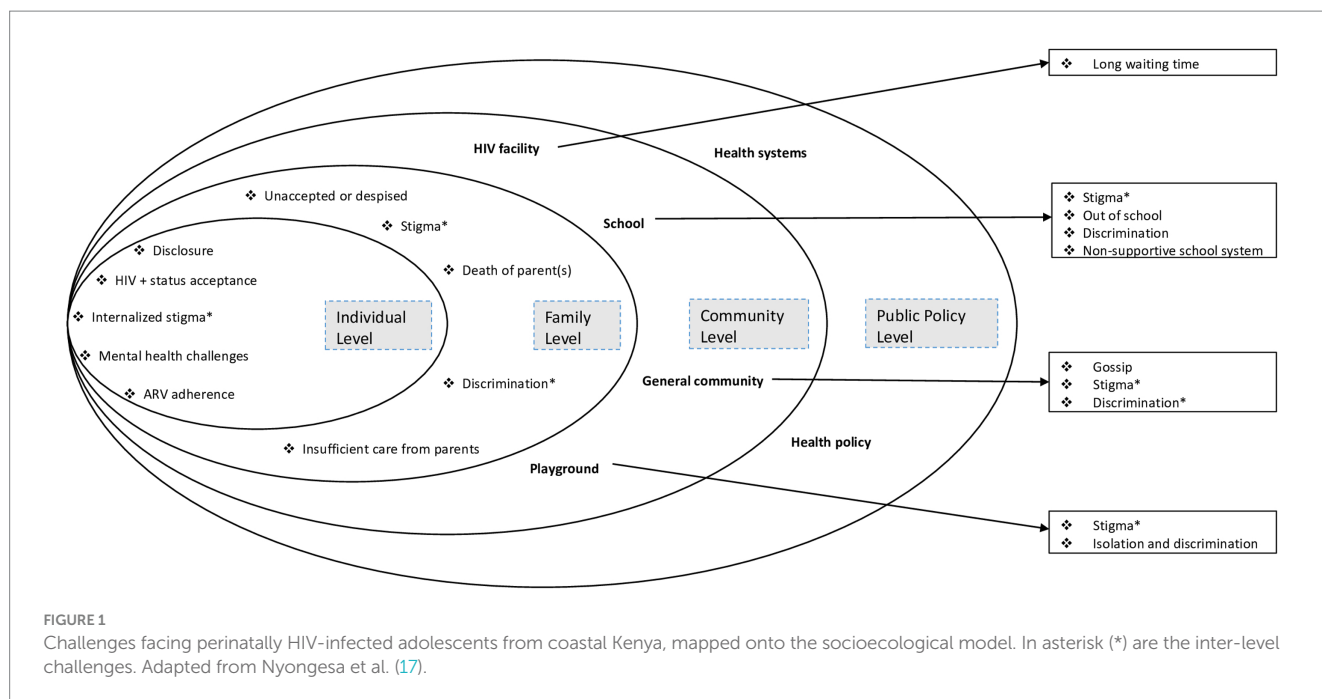 ❖ Long waiting time
HIV facility
Health systems
❖ Unaccepted or despised
❖ Stigma*
School
❖ Stigma*
❖ Out of school
❖ Discrimination
❖ Non-supportive school system
❖ Disclosure
❖ Death of parent(s)
❖ HIV + status acceptance
❖ Internalized stigma*
Individual
Level
Family
Level
Community
Level
Public Policy
Level
❖ Mental health challenges
❖ Discrimination*
General community
❖ Gossip
❖ Stigma*
❖ Discrimination*
❖ ARV adherence
❖ Insufficient care from parents
Health policy
Playground
❖ Stigma*
❖ Isolation and discrimination
FIGURE 1
Challenges facing perinatally HIV-infected adolescents from coastal Kenya, mapped onto the socioecological model. In asterisk (*) are the inter-level
challenges. Adapted from Nyongesa et al. (17).